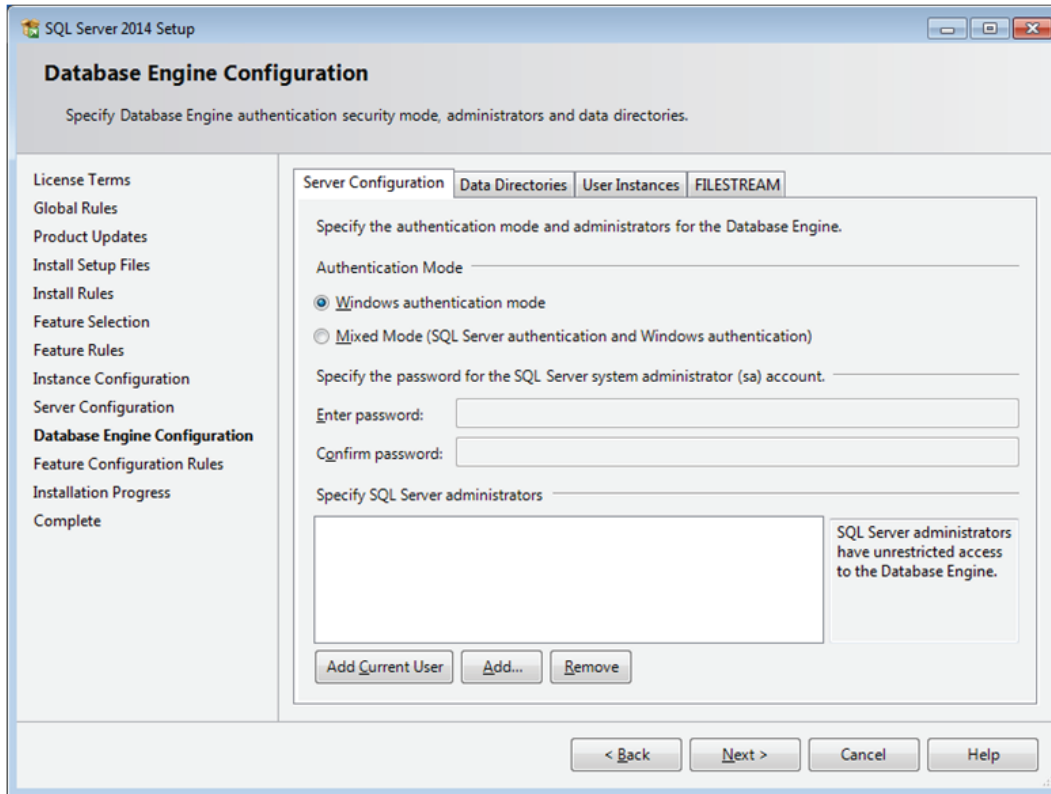 SQL Server 2014 Setup
Database Engine Configuration
Specify Database Engine authentication security mode, administrators and data directories.
License Terms
Global Rules
Product Updates
Install Setup Files
Install Rules
Feature Selection
Feature Rules
Instance Configuration
Server Configuration
Database Engine Configuration
Feature Configuration Rules
Installation Progress
Complete
Server Configuration Data Directories User Instances FILESTREAM
Specify the authentication mode and administrators for the Database Engine.
Authentication Mode
Windows authentication mode
Mixed Mode (SQL Server authentication and Windows authentication)
Specify the password for the SQL Server system administrator (sa) account.
Enter password:
Confirm password:
Specify SQL Server administrators
SQL Server administrators
have unrestricted access
to the Database Engine.
Add Current User Add... Remove
< Back Next > Cancel Help